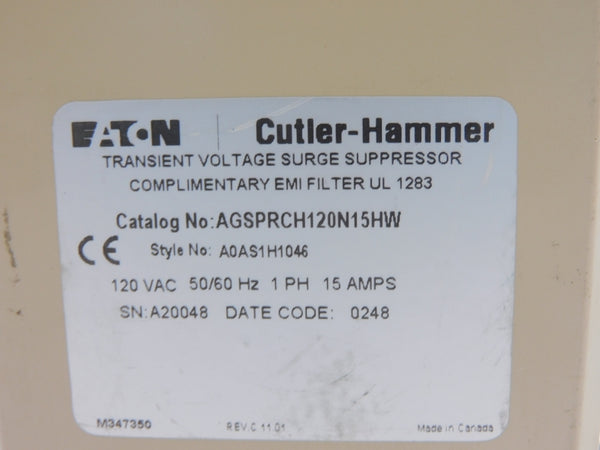 EATON | Cutler-Hammer
TRANSIENT VOLTAGE SURGE SUPPRESSOR
COMPLIMENTARY EMI FILTER UL 1283
Catalog No:AGSPRCH120N15HW
CE Style No: A0AS1H1046
120 VAC 50/60 Hz 1 PH 15 AMPS
SN:A20048 DATE CODE: 0248
M347350 REV.C 11.01 Made in Canada